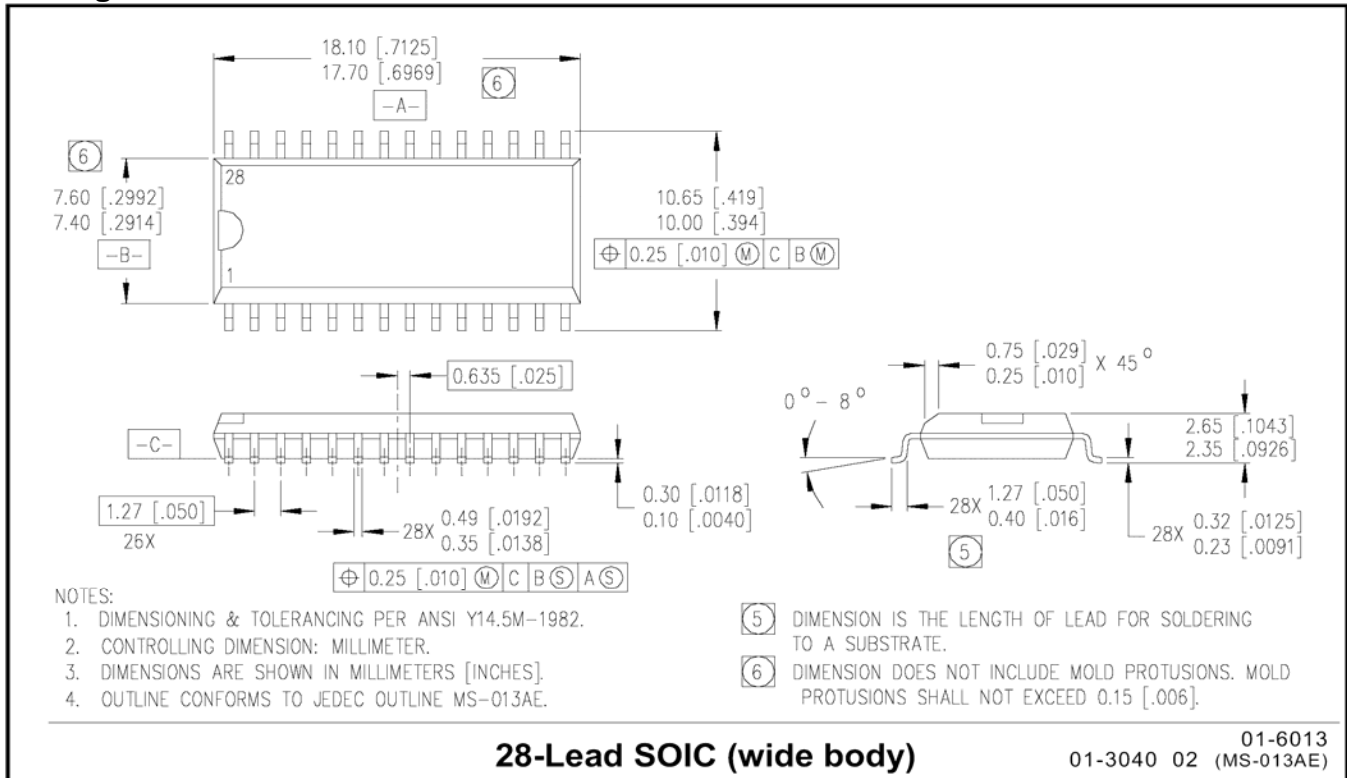 18.10 [.7125]
17.70 [.6969]
-A-
6
6
7.60 [.2992]
7.40 [.2914]
-B-
28
1
10.65 [.419]
10.00 [.394]
⌖ 0.25 [.010] Ⓜ C B Ⓜ
0.635 [.025]
-C-
1.27 [.050]
26X
28X 0.49 [.0192]
0.35 [.0138]
⌖ 0.25 [.010] Ⓜ C B Ⓢ A Ⓢ
0.30 [.0118]
0.10 [.0040]
0.75 [.029]
0.25 [.010] X 45°
0° - 8°
2.65 [.1043]
2.35 [.0926]
28X 1.27 [.050]
0.40 [.016]
5
28X 0.32 [.0125]
0.23 [.0091]
NOTES:
1. DIMENSIONING & TOLERANCING PER ANSI Y14.5M-1982.
2. CONTROLLING DIMENSION: MILLIMETER.
3. DIMENSIONS ARE SHOWN IN MILLIMETERS [INCHES].
4. OUTLINE CONFORMS TO JEDEC OUTLINE MS-013AE.
5 DIMENSION IS THE LENGTH OF LEAD FOR SOLDERING
TO A SUBSTRATE.
6 DIMENSION DOES NOT INCLUDE MOLD PROTUSIONS. MOLD
PROTUSIONS SHALL NOT EXCEED 0.15 [.006].
28-Lead SOIC (wide body)
01-6013
01-3040 02 (MS-013AE)